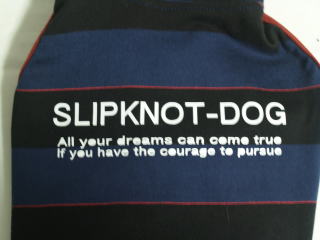 SLIPKNOT-DOG
All your dreams can come true
If you have the courage to pursue